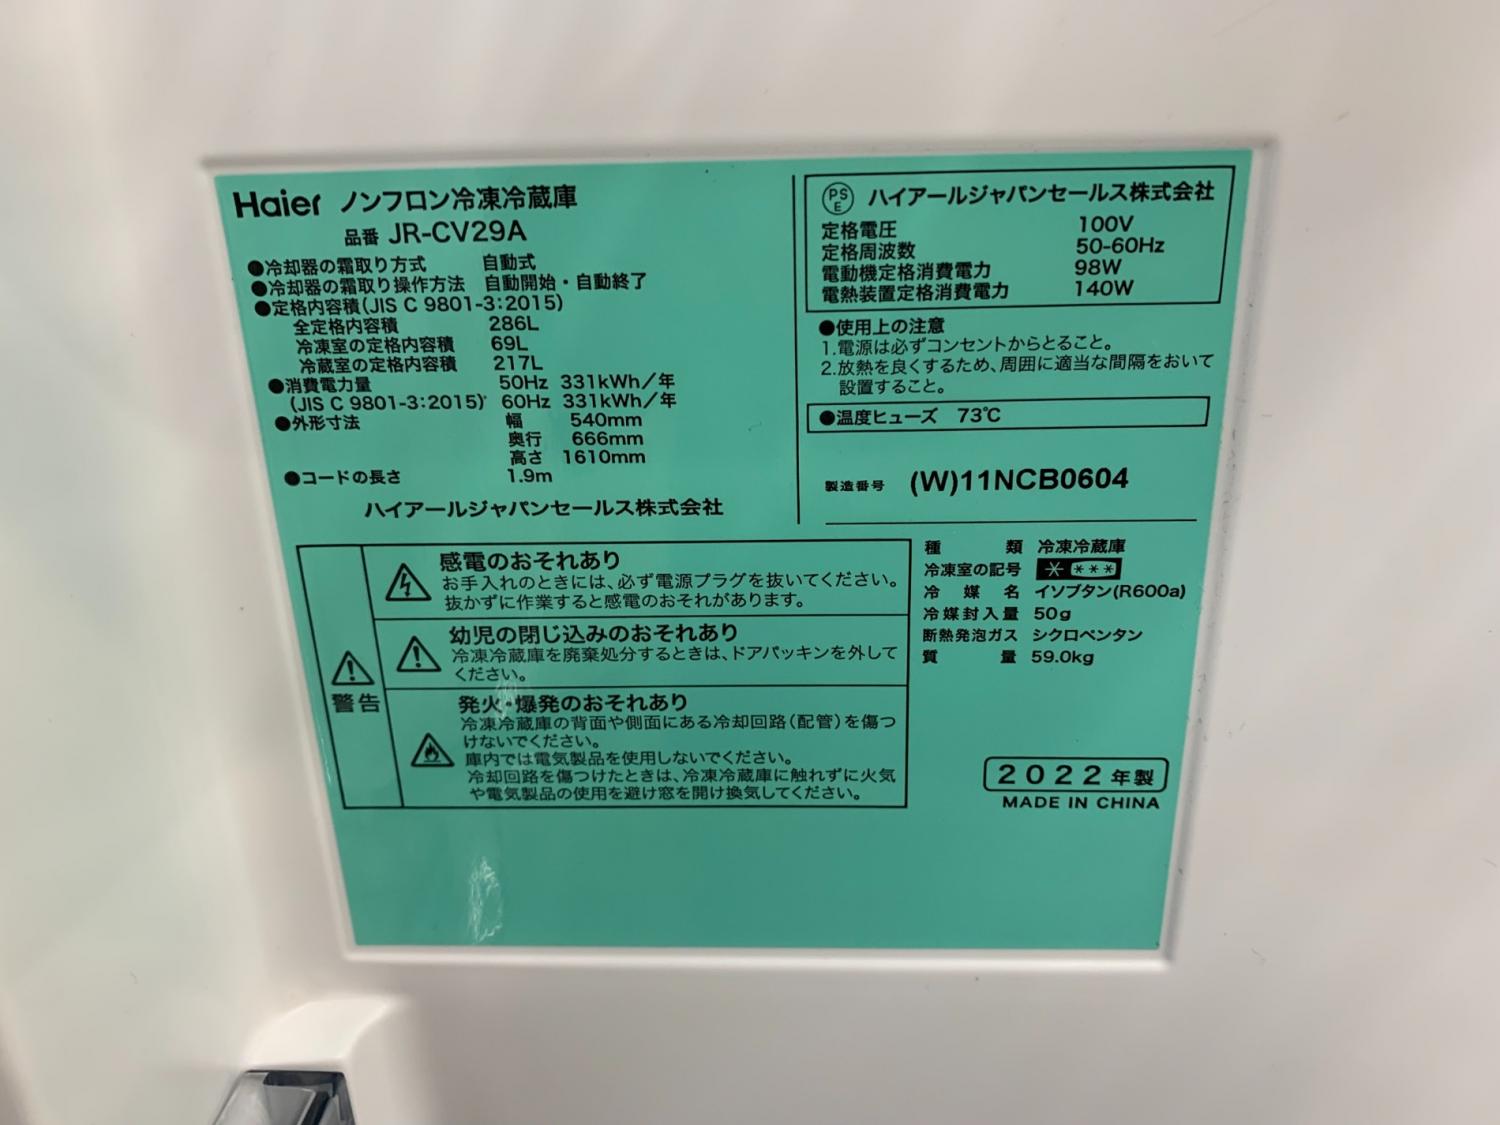 Haier ノンフロン冷凍冷蔵庫
品番 JR-CV29A
●冷却器の霜取り方式 自動式
●冷却器の霜取り操作方法 自動開始・自動終了
●定格内容積(JIS C 9801-3:2015)
全定格内容積 286L
冷凍室の定格内容積 69L
冷蔵室の定格内容積 217L
●消費電力量 50Hz 331kWh/年
(JIS C 9801-3:2015) 60Hz 331kWh/年
●外形寸法 幅 540mm
奥行 666mm
高さ 1610mm
●コードの長さ 1.9m
ハイアールジャパンセールス株式会社
PS E ハイアールジャパンセールス株式会社
定格電圧 100V
定格周波数 50-60Hz
電動機定格消費電力 98W
電熱装置定格消費電力 140W
●使用上の注意
1.電源は必ずコンセントからとること。
2.放熱を良くするため、周囲に適当な間隔をおいて
設置すること。
●温度ヒューズ 73℃
製造番号 (W)11NCB0604
警告
感電のおそれあり
お手入れのときには、必ず電源プラグを抜いてください。
抜かずに作業すると感電のおそれがあります。
幼児の閉じ込みのおそれあり
冷凍冷蔵庫を廃棄処分するときは、ドアパッキンを外して
ください。
発火・爆発のおそれあり
冷凍冷蔵庫の背面や側面にある冷却回路(配管)を傷つ
けないでください。
庫内では電気製品を使用しないでください。
冷却回路を傷つけたときは、冷凍冷蔵庫に触れずに火気
や電気製品の使用を避け窓を開け換気してください。
種類 冷凍冷蔵庫
冷凍室の記号 * ***
冷媒名 イソブタン(R600a)
冷媒封入量 50g
断熱発泡ガス シクロペンタン
質量 59.0kg
2022年製
MADE IN CHINA